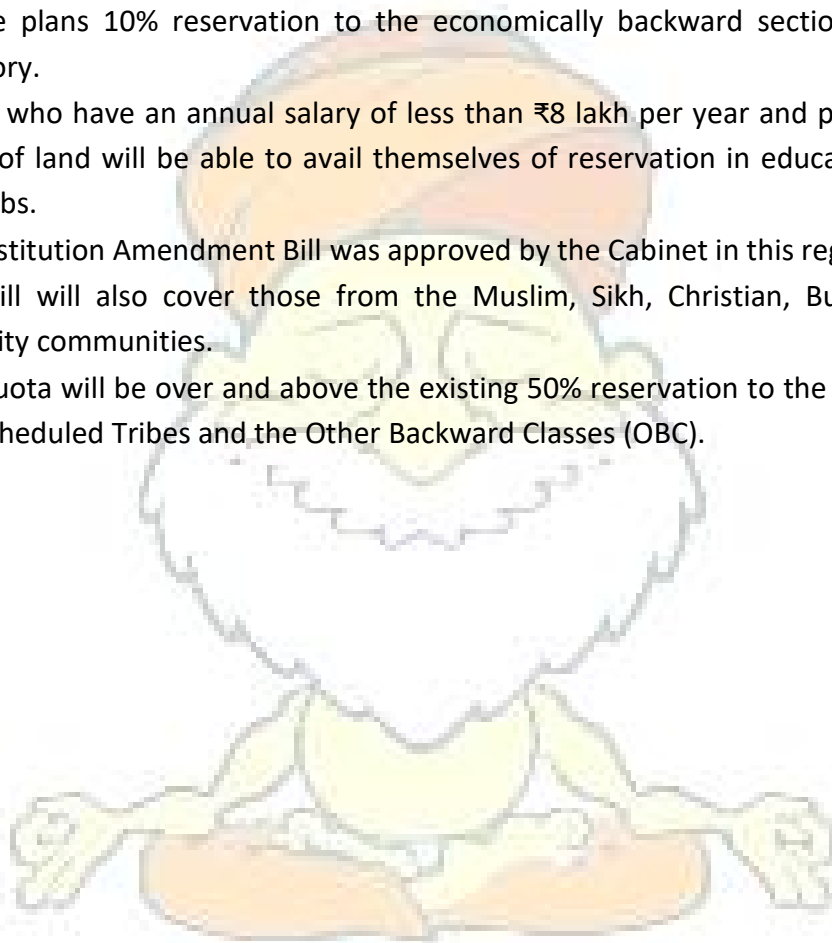 e plans 10% reservation to the economically backward sectio
ory.
who have an annual salary of less than ₹8 lakh per year and p
of land will be able to avail themselves of reservation in educa
bs.
stitution Amendment Bill was approved by the Cabinet in this reg
ill will also cover those from the Muslim, Sikh, Christian, Bu
ity communities.
uota will be over and above the existing 50% reservation to the
heduled Tribes and the Other Backward Classes (OBC).